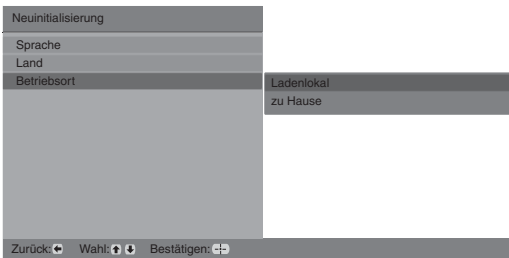 Neuinitialisierung
Sprache
Land
Betriebsort
Ladenlokal
zu Hause
Zurück: Wahl: Bestätigen: